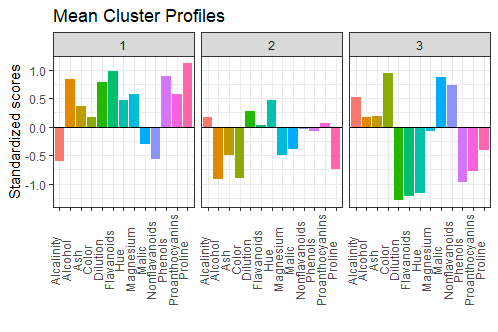 Mean Cluster Profiles
1 2 3
Standardized scores
1.0
0.5
0.0
-0.5
-1.0
Alcalinity
Alcohol
Ash
Color
Dilution
Flavanoids
Hue
Magnesium
Malic
Nonflavanoids
Phenols
Proanthocyanins
Proline
Alcalinity
Alcohol
Ash
Color
Dilution
Flavanoids
Hue
Magnesium
Malic
Nonflavanoids
Phenols
Proanthocyanins
Proline
Alcalinity
Alcohol
Ash
Color
Dilution
Flavanoids
Hue
Magnesium
Malic
Nonflavanoids
Phenols
Proanthocyanins
Proline